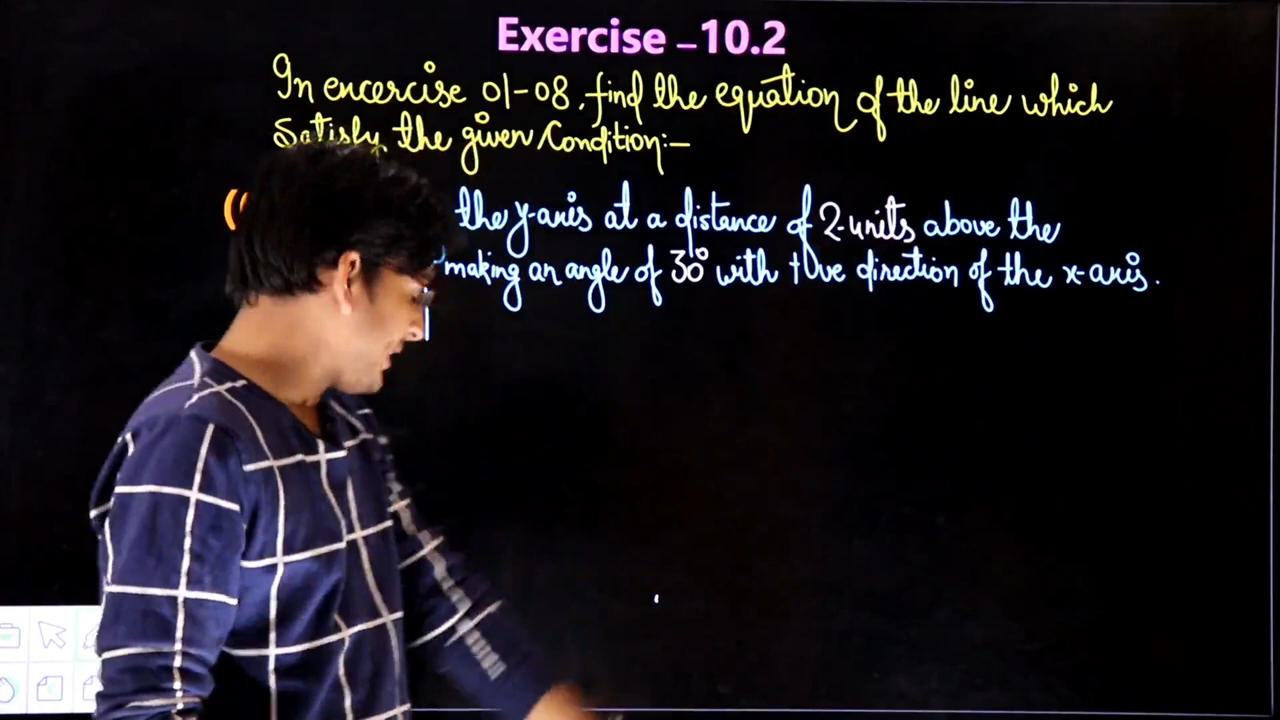 Exercise –10.2
In encercise 01-08, find the equation of the line which
Satisfy the given Condition:–
the y-axis at a distance of 2-units above the
making an angle of 30° with +ve direction of the x-axis.